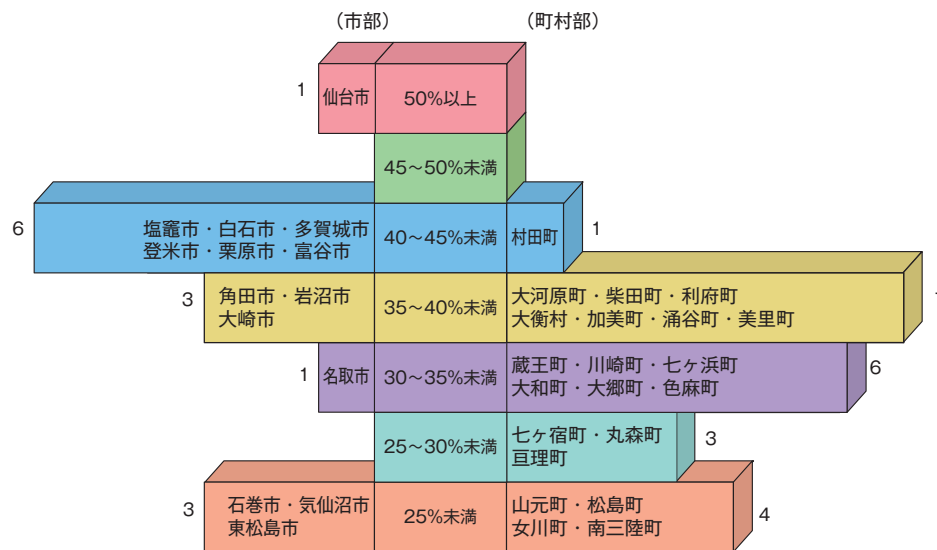 （市部）
（町村部）
1
仙台市
50%以上
45～50%未満
6
塩竈市・白石市・多賀城市
登米市・栗原市・富谷市
40～45%未満
村田町
1
3
角田市・岩沼市
大崎市
35～40%未満
大河原町・柴田町・利府町
大衡村・加美町・涌谷町・美里町
1
名取市
30～35%未満
蔵王町・川崎町・七ヶ浜町
大和町・大郷町・色麻町
6
25～30%未満
七ヶ宿町・丸森町
亘理町
3
3
石巻市・気仙沼市
東松島市
25%未満
山元町・松島町
女川町・南三陸町
4